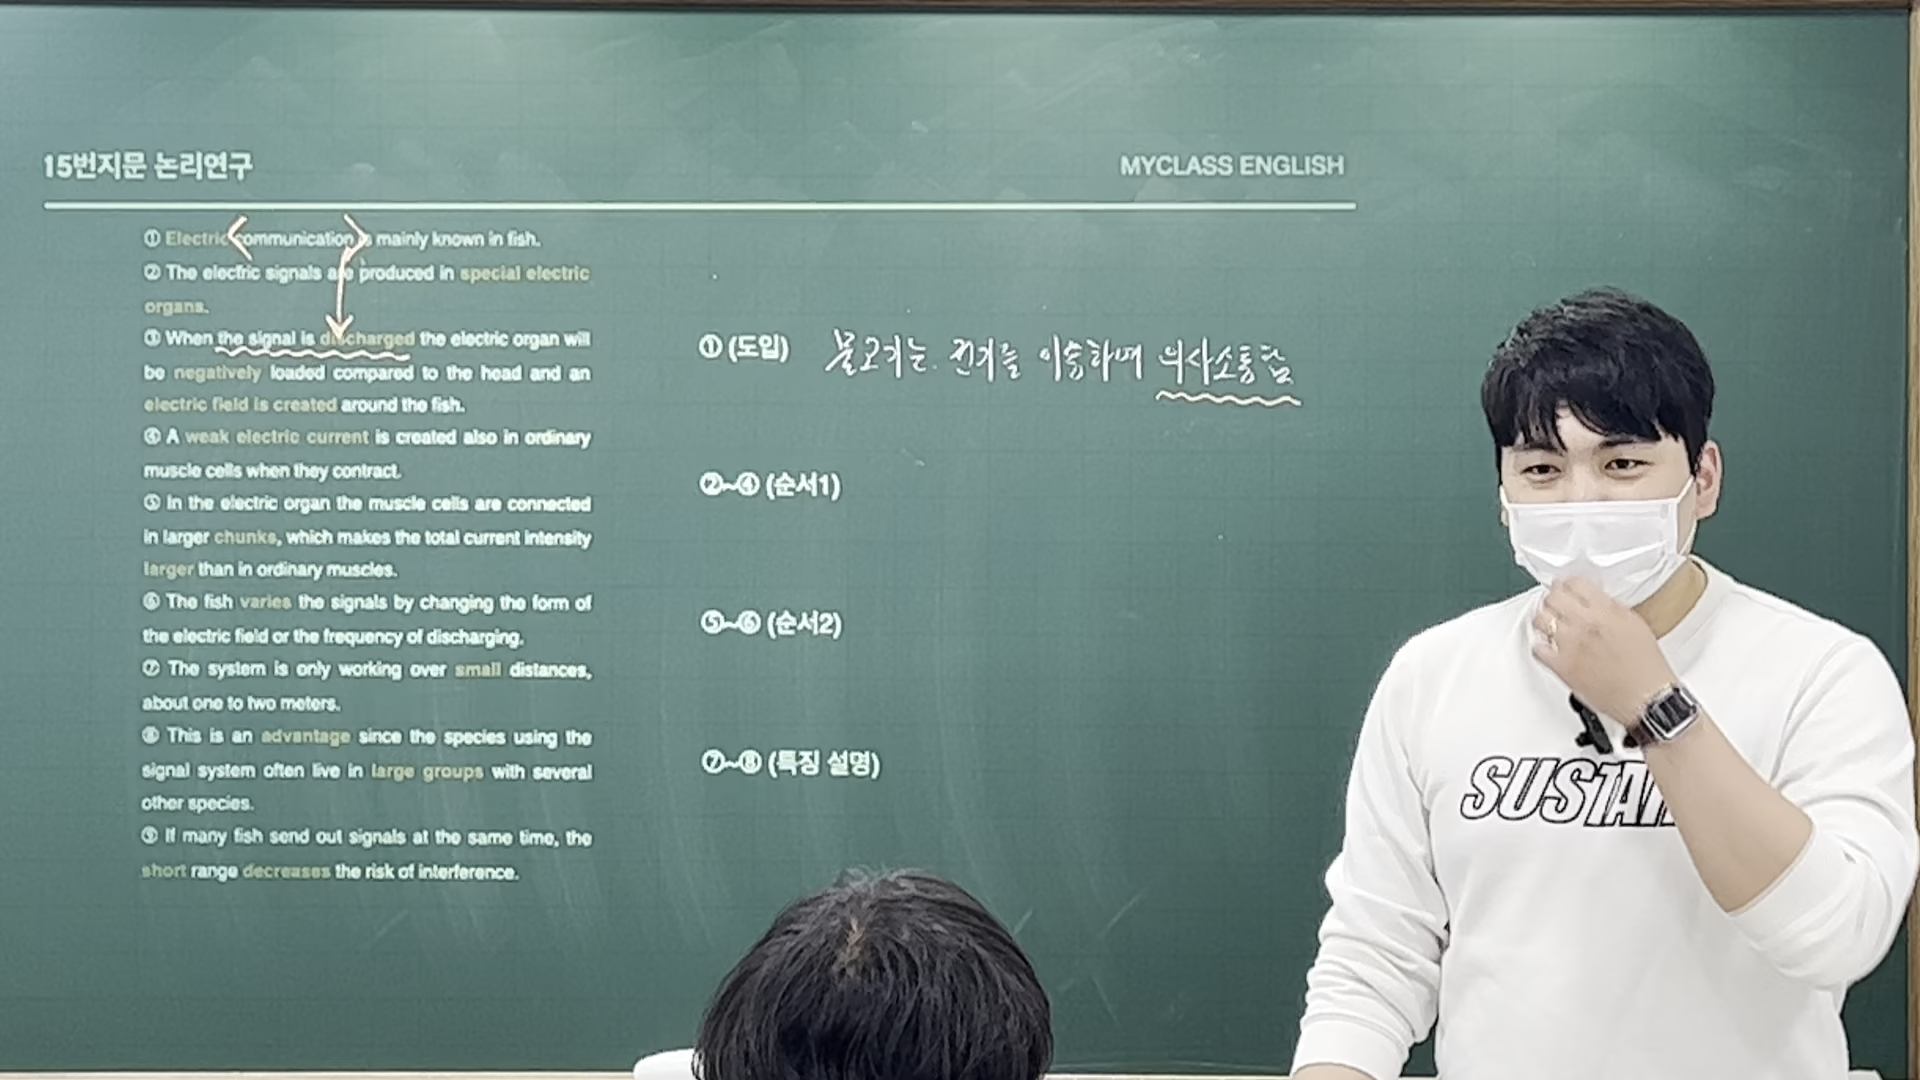 15번지문 논리연구
MYCLASS ENGLISH
① Electric communication is mainly known in fish.
② The electric signals are produced in special electric
organs.
③ When the signal is discharged the electric organ will
be negatively loaded compared to the head and an
electric field is created around the fish.
④ A weak electric current is created also in ordinary
muscle cells when they contract.
⑤ In the electric organ the muscle cells are connected
in larger chunks, which makes the total current intensity
larger than in ordinary muscles.
⑥ The fish varies the signals by changing the form of
the electric field or the frequency of discharging.
⑦ The system is only working over small distances,
about one to two meters.
⑧ This is an advantage since the species using the
signal system often live in large groups with several
other species.
⑨ If many fish send out signals at the same time, the
short range decreases the risk of interference.
① (도입) 물고기는 전기를 이용하며 의사소통함
②~④ (순서1)
⑤~⑥ (순서2)
⑦~⑧ (특징 설명)